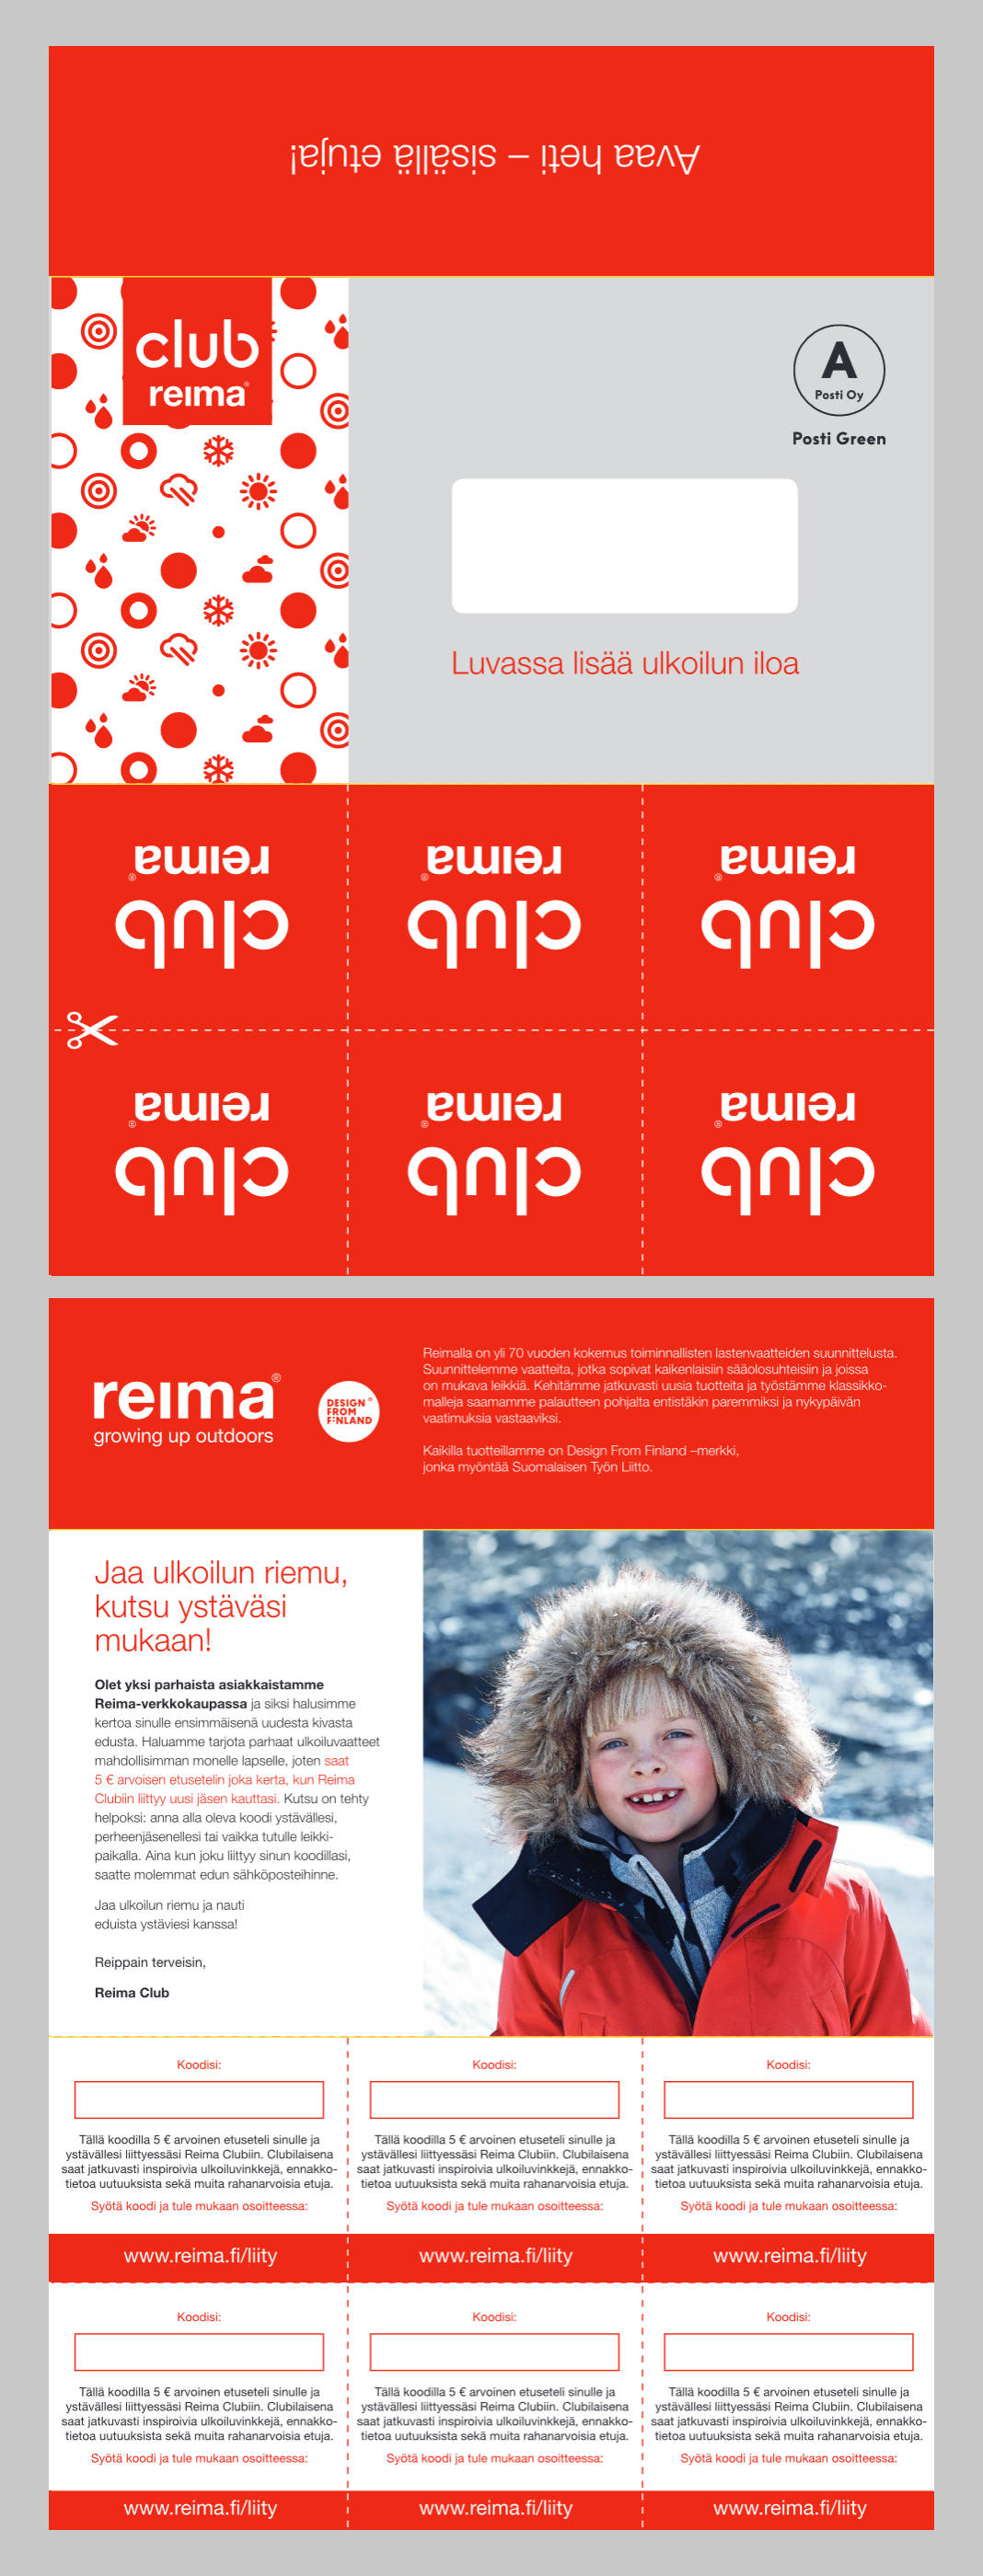 Avaa heti – sisällä etuja!
club
reima®
A
Posti Oy
Posti Green
Luvassa lisää ulkoilun iloa
club
reima®
club
reima®
club
reima®
club
reima®
club
reima®
club
reima®
reima®
growing up outdoors
DESIGN®
FROM
FINLAND
Reimalla on yli 70 vuoden kokemus toiminnallisten lastenvaatteiden suunnittelusta.
Suunnittelemme vaatteita, jotka sopivat kaikenlaisiin sääolosuhteisiin ja joissa
on mukava leikkiä. Kehitämme jatkuvasti uusia tuotteita ja työstämme klassikko-
malleja saamamme palautteen pohjalta entistäkin paremmiksi ja nykypäivän
vaatimuksia vastaaviksi.
Kaikilla tuotteillamme on Design From Finland –merkki,
jonka myöntää Suomalaisen Työn Liitto.
Jaa ulkoilun riemu,
kutsu ystäväsi
mukaan!
Olet yksi parhaista asiakkaistamme
Reima-verkkokaupassa ja siksi halusimme
kertoa sinulle ensimmäisenä uudesta kivasta
edusta. Haluamme tarjota parhaat ulkoiluvaatteet
mahdollisimman monelle lapselle, joten saat
5 € arvoisen etusetelin joka kerta, kun Reima
Clubiin liittyy uusi jäsen kauttasi. Kutsu on tehty
helpoksi: anna alla oleva koodi ystävällesi,
perheenjäsenellesi tai vaikka tutulle leikki-
paikalla. Aina kun joku liittyy sinun koodillasi,
saatte molemmat edun sähköposteihinne.
Jaa ulkoilun riemu ja nauti
eduista ystäviesi kanssa!
Reippain terveisin,
Reima Club
Koodisi:
Tällä koodilla 5 € arvoinen etuseteli sinulle ja
ystävällesi liittyessäsi Reima Clubiin. Clubilaisena
saat jatkuvasti inspiroivia ulkoiluvinkkejä, ennakko-
tietoa uutuuksista sekä muita rahanarvoisia etuja.
Syötä koodi ja tule mukaan osoitteessa:
www.reima.fi/liity
Koodisi:
Tällä koodilla 5 € arvoinen etuseteli sinulle ja
ystävällesi liittyessäsi Reima Clubiin. Clubilaisena
saat jatkuvasti inspiroivia ulkoiluvinkkejä, ennakko-
tietoa uutuuksista sekä muita rahanarvoisia etuja.
Syötä koodi ja tule mukaan osoitteessa:
www.reima.fi/liity
Koodisi:
Tällä koodilla 5 € arvoinen etuseteli sinulle ja
ystävällesi liittyessäsi Reima Clubiin. Clubilaisena
saat jatkuvasti inspiroivia ulkoiluvinkkejä, ennakko-
tietoa uutuuksista sekä muita rahanarvoisia etuja.
Syötä koodi ja tule mukaan osoitteessa:
www.reima.fi/liity
Koodisi:
Tällä koodilla 5 € arvoinen etuseteli sinulle ja
ystävällesi liittyessäsi Reima Clubiin. Clubilaisena
saat jatkuvasti inspiroivia ulkoiluvinkkejä, ennakko-
tietoa uutuuksista sekä muita rahanarvoisia etuja.
Syötä koodi ja tule mukaan osoitteessa:
www.reima.fi/liity
Koodisi:
Tällä koodilla 5 € arvoinen etuseteli sinulle ja
ystävällesi liittyessäsi Reima Clubiin. Clubilaisena
saat jatkuvasti inspiroivia ulkoiluvinkkejä, ennakko-
tietoa uutuuksista sekä muita rahanarvoisia etuja.
Syötä koodi ja tule mukaan osoitteessa:
www.reima.fi/liity
Koodisi:
Tällä koodilla 5 € arvoinen etuseteli sinulle ja
ystävällesi liittyessäsi Reima Clubiin. Clubilaisena
saat jatkuvasti inspiroivia ulkoiluvinkkejä, ennakko-
tietoa uutuuksista sekä muita rahanarvoisia etuja.
Syötä koodi ja tule mukaan osoitteessa:
www.reima.fi/liity